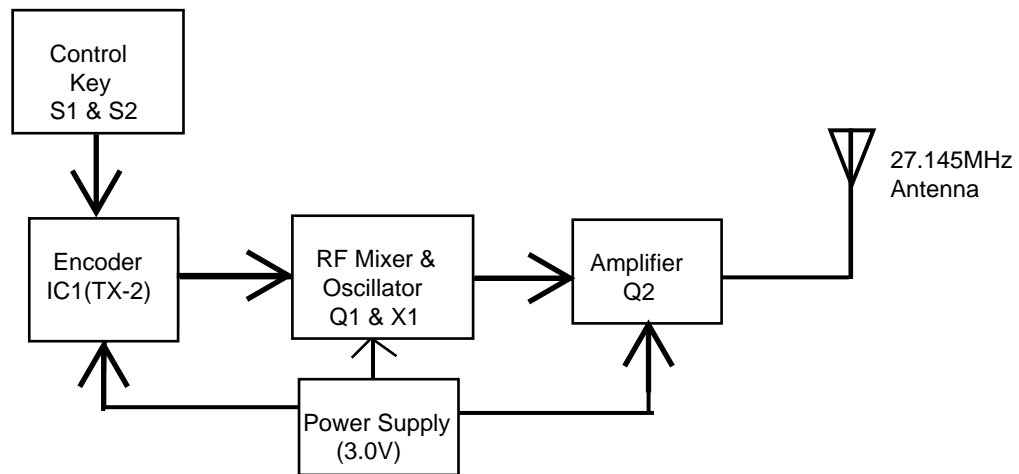 Control
Key
S1 & S2
27.145MHz
Antenna
Encoder
IC1(TX-2)
RF Mixer &
Oscillator
Q1 & X1
Amplifier
Q2
Power Supply
(3.0V)